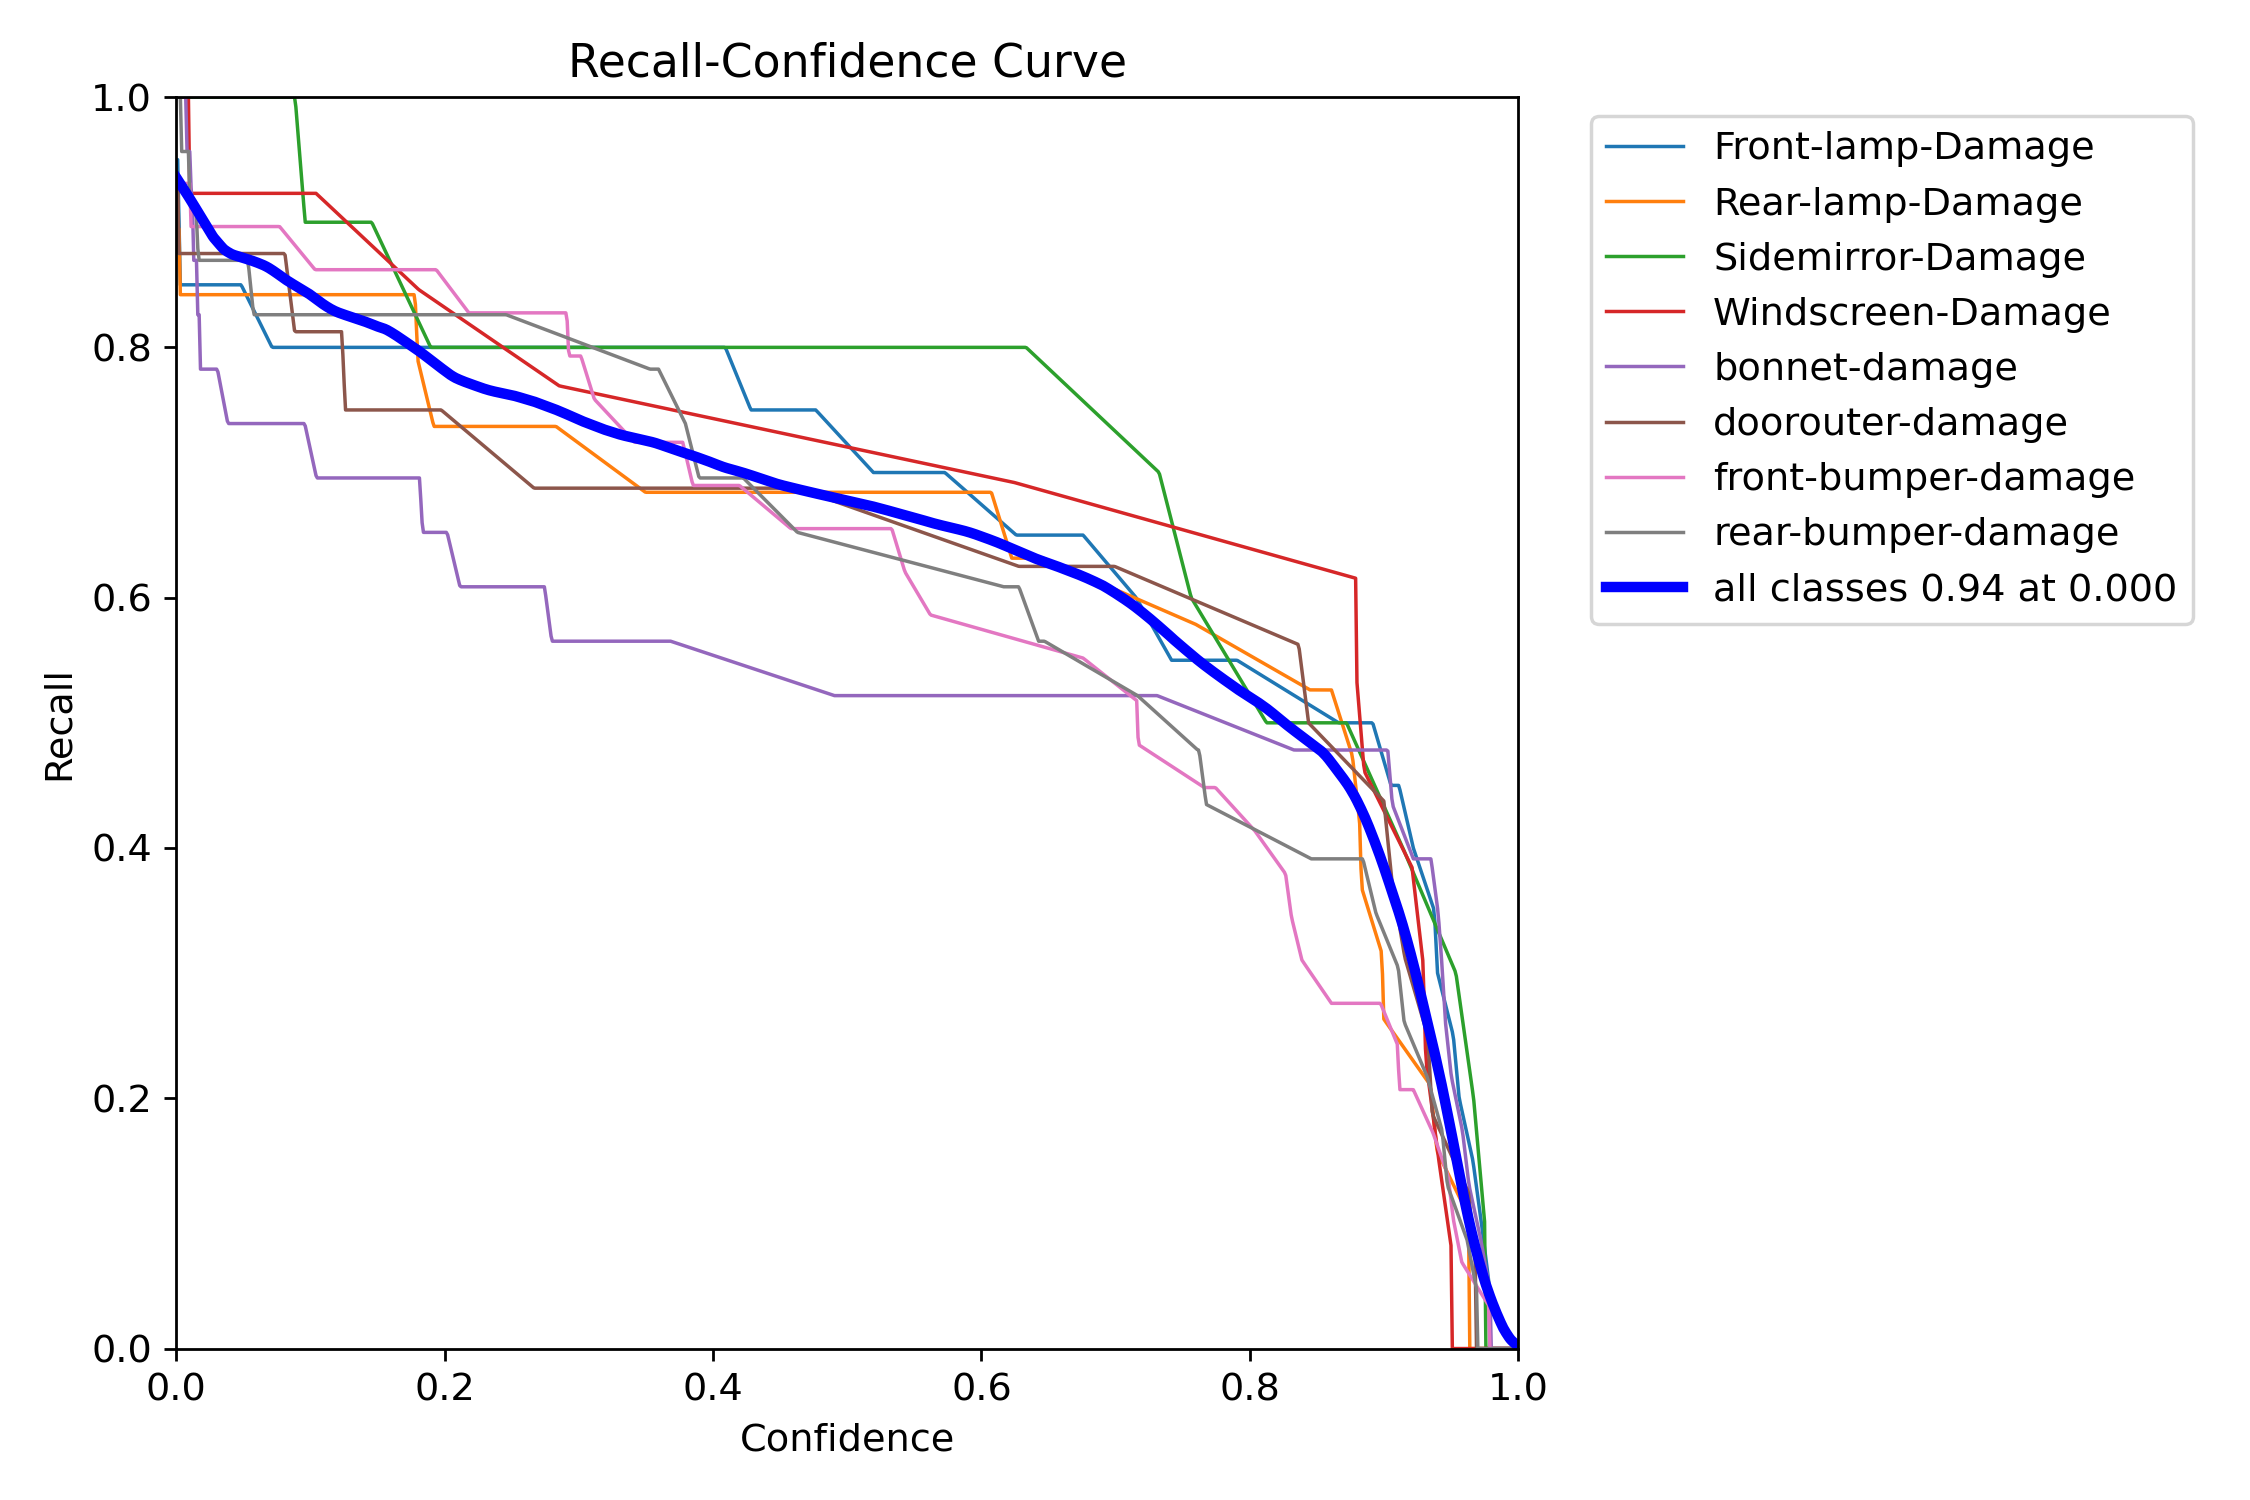 Recall-Confidence Curve
1.0
0.8
0.6
0.4
0.2
0.0
Recall
0.0 0.2 0.4 0.6 0.8 1.0
Confidence
Front-lamp-Damage
Rear-lamp-Damage
Sidemirror-Damage
Windscreen-Damage
bonnet-damage
doorouter-damage
front-bumper-damage
rear-bumper-damage
all classes 0.94 at 0.000